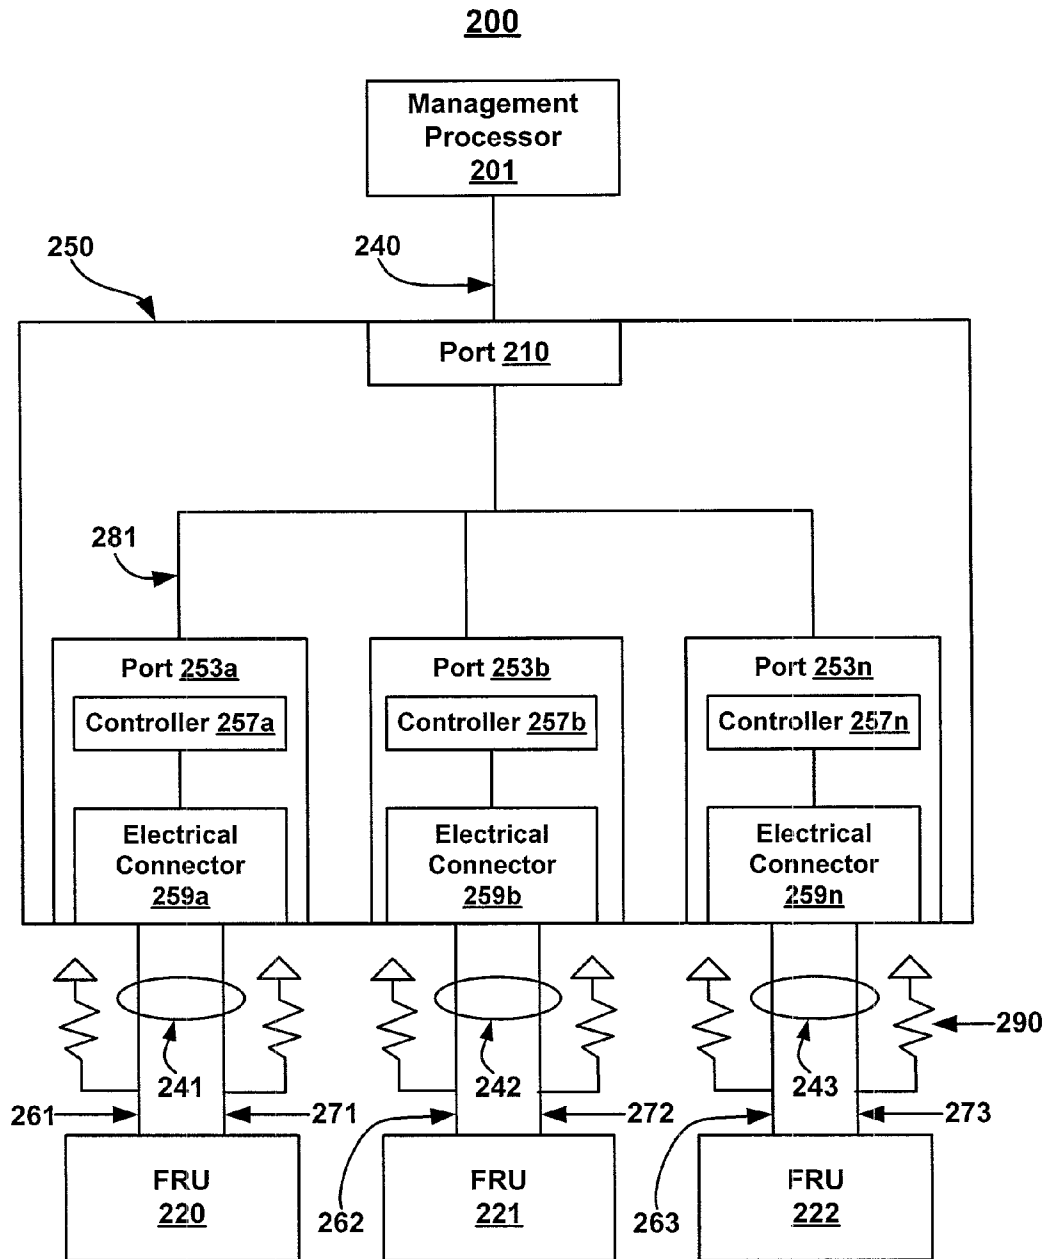 200
Management
Processor
201
250
240
Port 210
281
Port 253a
Port 253b
Port 253n
Controller 257a
Controller 257b
Controller 257n
Electrical
Connector
259a
Electrical
Connector
259b
Electrical
Connector
259n
241
242
243
290
261
271
272
273
FRU
220
262
FRU
221
263
FRU
222